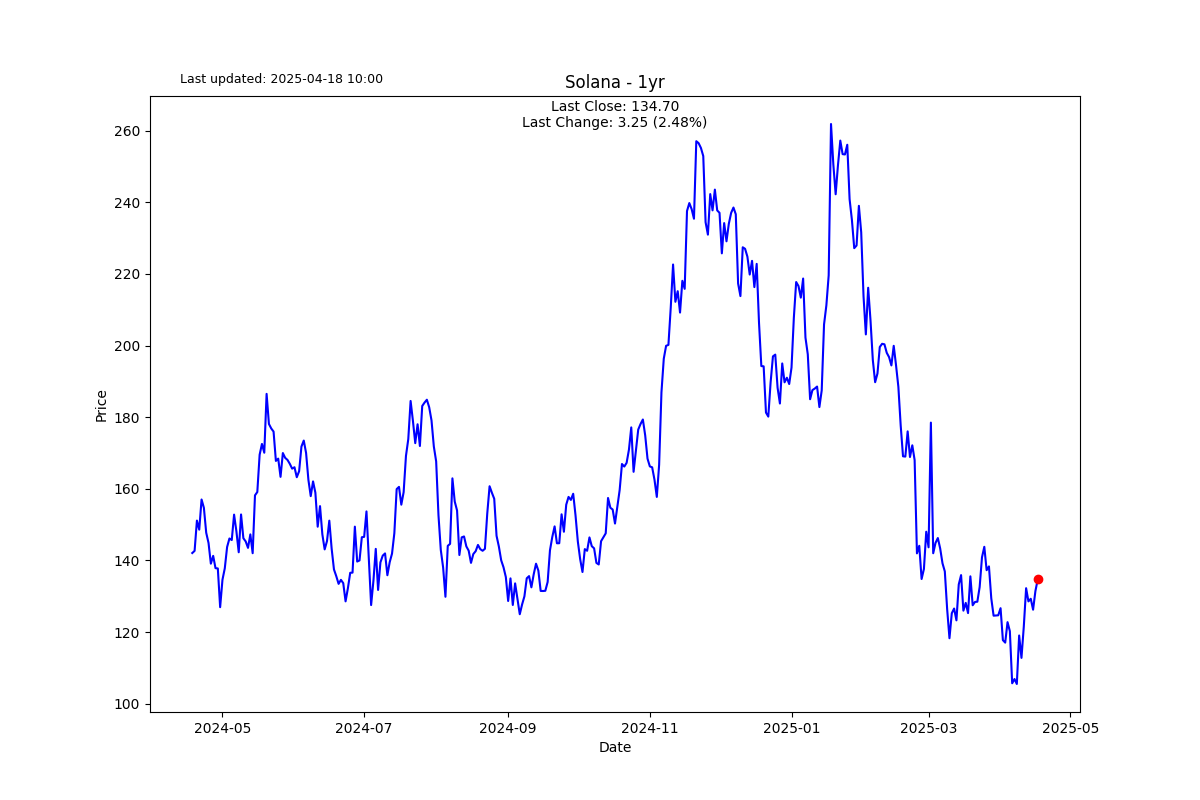 Last updated: 2025-04-18 10:00
Solana - 1yr
Last Close: 134.70
Last Change: 3.25 (2.48%)
260
240
220
200
180
160
140
120
100
Price
2024-05
2024-07
2024-09
2024-11
2025-01
2025-03
2025-05
Date